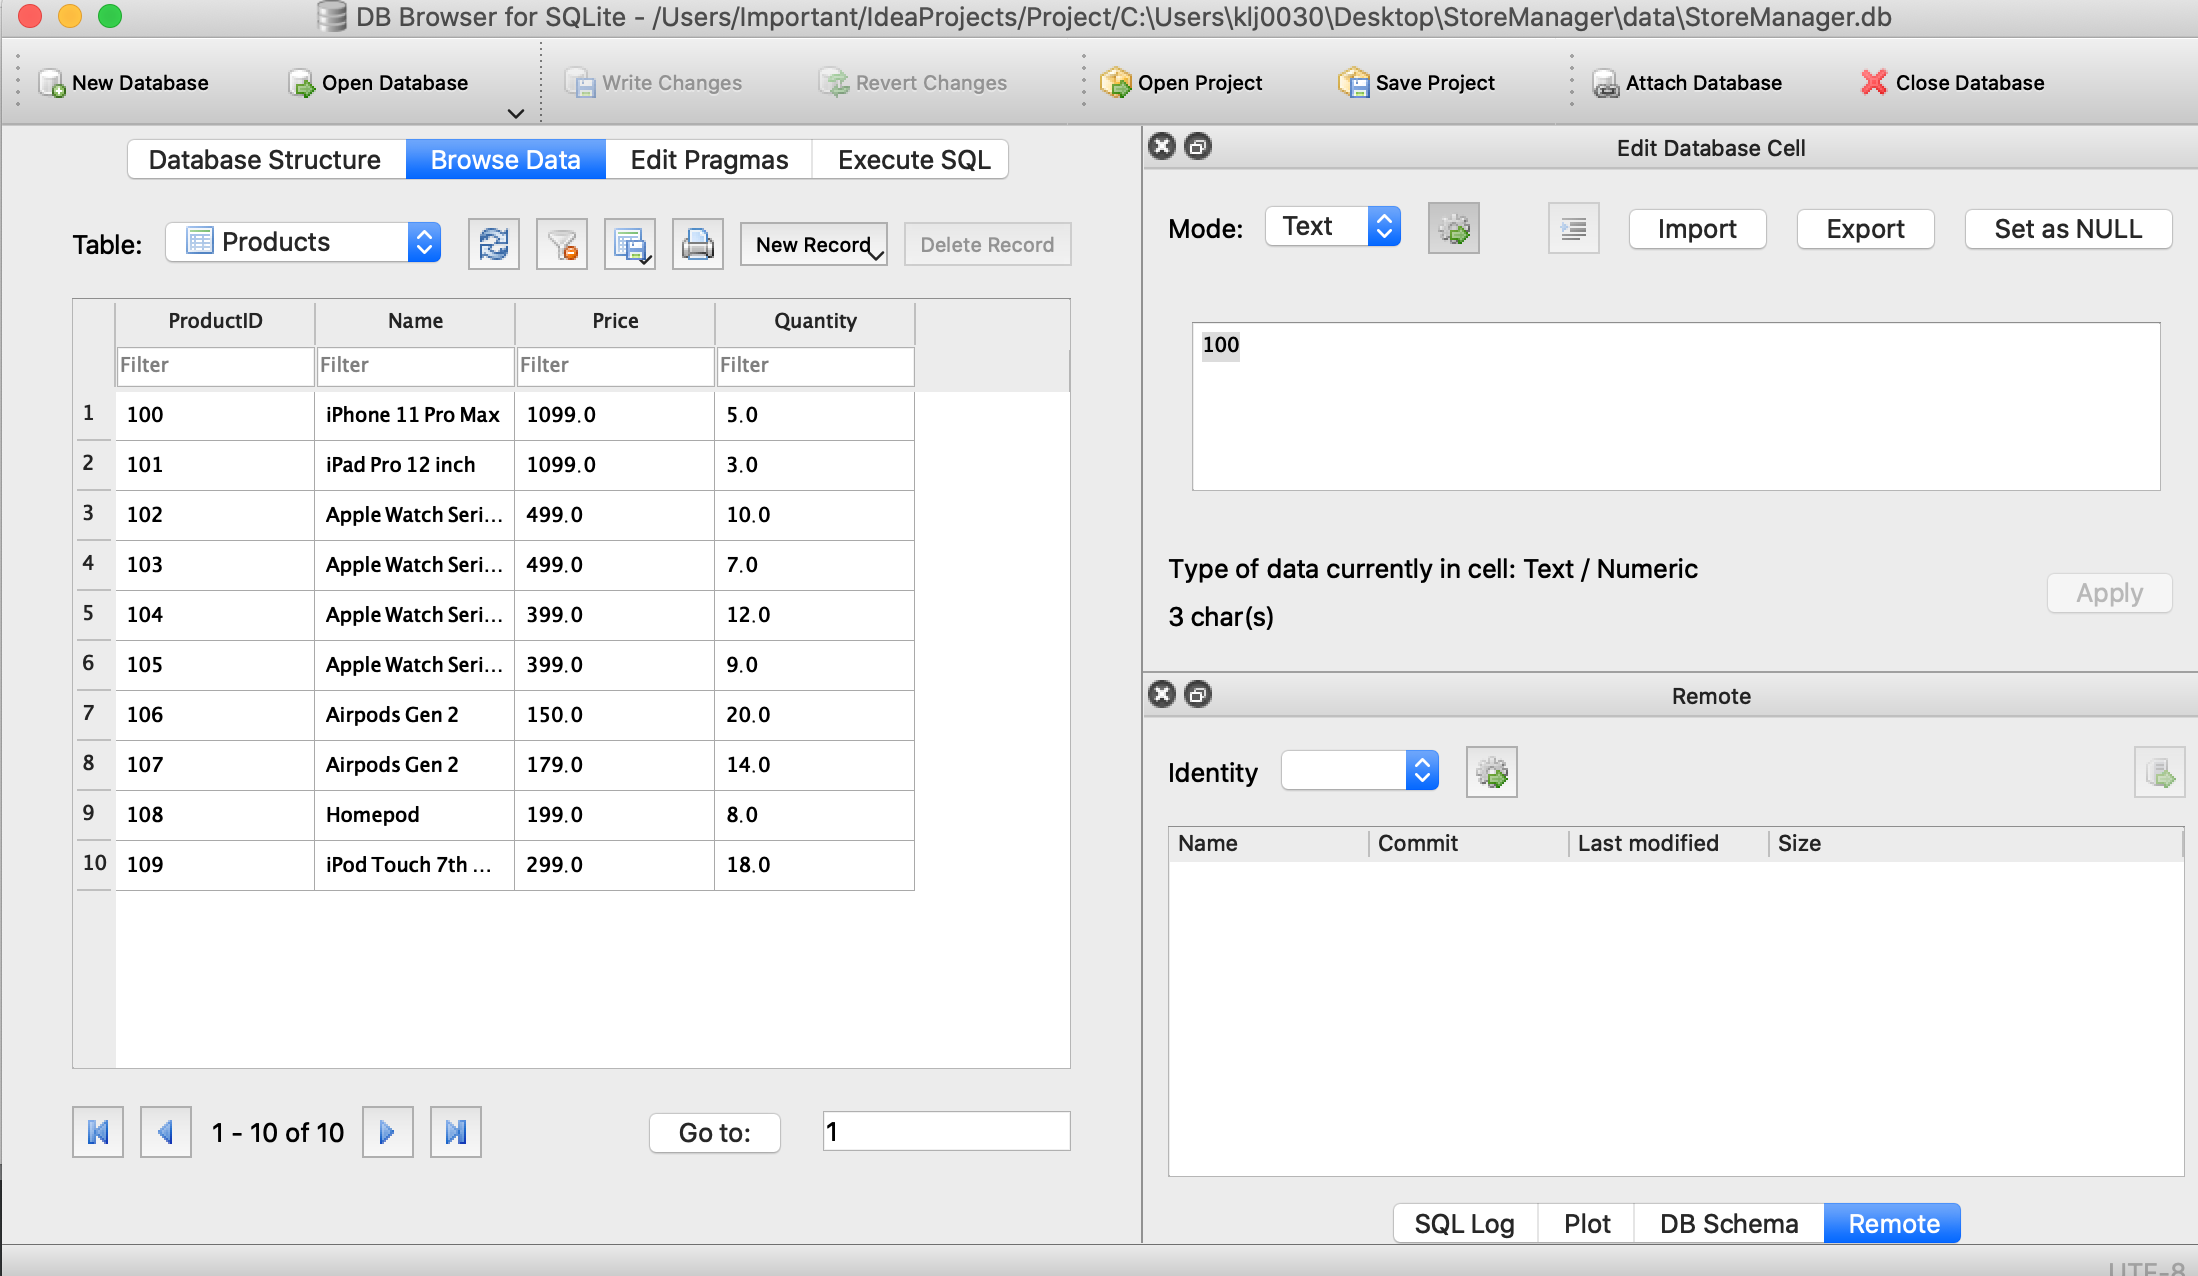 DB Browser for SQLite - /Users/Important/IdeaProjects/Project/C:\Users\klj0030\Desktop\StoreManager\data\StoreManager.db
New Database Open Database Write Changes Revert Changes Open Project Save Project Attach Database Close Database
Database Structure Browse Data Edit Pragmas Execute SQL
Table: Products New Record Delete Record
ProductID Name Price Quantity
Filter Filter Filter Filter
1 100 iPhone 11 Pro Max 1099.0 5.0
2 101 iPad Pro 12 inch 1099.0 3.0
3 102 Apple Watch Seri... 499.0 10.0
4 103 Apple Watch Seri... 499.0 7.0
5 104 Apple Watch Seri... 399.0 12.0
6 105 Apple Watch Seri... 399.0 9.0
7 106 Airpods Gen 2 150.0 20.0
8 107 Airpods Gen 2 179.0 14.0
9 108 Homepod 199.0 8.0
10 109 iPod Touch 7th ... 299.0 18.0
1 - 10 of 10 Go to: 1
Edit Database Cell
Mode: Text Import Export Set as NULL
100
Type of data currently in cell: Text / Numeric
3 char(s)
Apply
Remote
Identity
Name Commit Last modified Size
SQL Log Plot DB Schema Remote
UTF-8